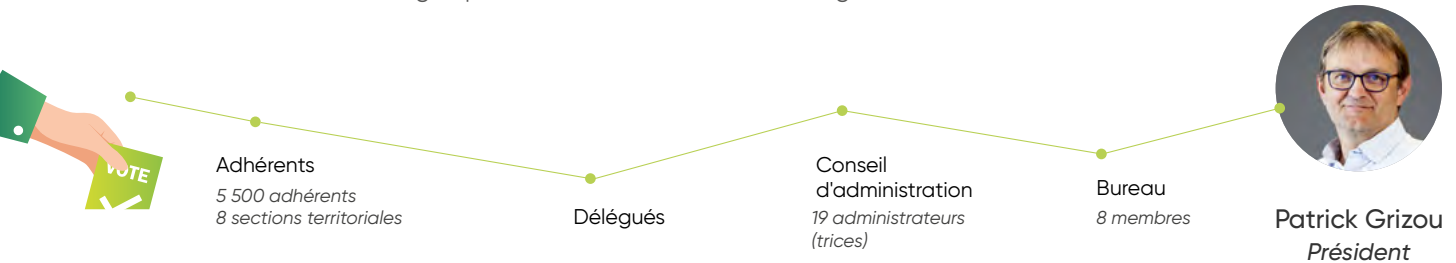 VOTE
Adhérents
5 500 adhérents
8 sections territoriales
Délégués
Conseil
d'administration
19 administrateurs
(trices)
Bureau
8 membres
Patrick Grizou
Président